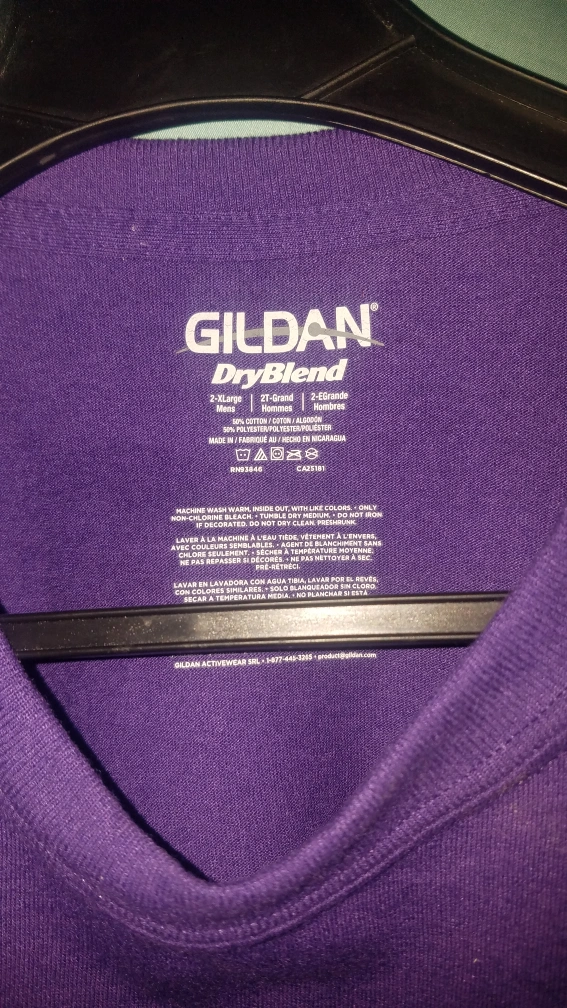 GILDAN®
DryBlend
2-XLarge | 2T-Grand | 2-EGrande
Mens | Hommes | Hombres
50% COTTON / COTON / ALGODÓN
50% POLYESTER/POLYESTER/POLIÉSTER
MADE IN / FABRIQUÉ AU / HECHO EN NICARAGUA
RN93846 CA25181
MACHINE WASH WARM, INSIDE OUT, WITH LIKE COLORS. • ONLY
NON-CHLORINE BLEACH. • TUMBLE DRY MEDIUM. • DO NOT IRON
IF DECORATED. DO NOT DRY CLEAN. PRESHRUNK.
LAVER À LA MACHINE À L'EAU TIÈDE, VÊTEMENT À L'ENVERS,
AVEC COULEURS SEMBLABLES. • AGENT DE BLANCHIMENT SANS
CHLORE SEULEMENT. • SÉCHER À TEMPÉRATURE MOYENNE.
NE PAS REPASSER SI DÉCORÉS. • NE PAS NETTOYER À SEC.
PRÉ-RÉTRÉCI.
LAVAR EN LAVADORA CON AGUA TIBIA, LAVAR POR EL REVÉS,
CON COLORES SIMILARES. • SOLO BLANQUEADOR SIN CLORO.
SECAR A TEMPERATURA MEDIA. • NO PLANCHAR SI ESTÁ
GILDAN ACTIVEWEAR SRL • 1-877-445-3265 • product@gildan.com